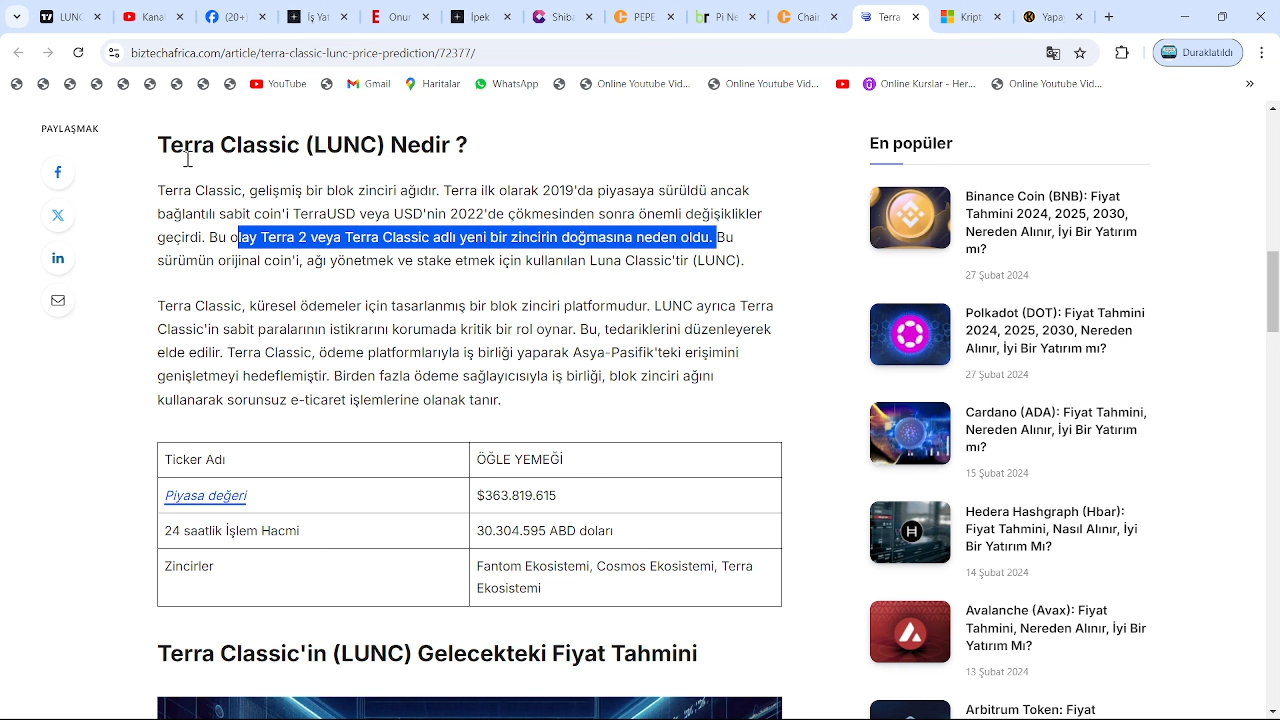 LUNC
(20+)
Terra
İş Ya
Onur
İpek
Shiba
PEPE
br
Chain
Terra
Kript
Yapa
birtenthafrica.com/article/terra-classic-lunc-price-prediction/72377/
Duraklatıldı
YouTube
Gmail
Haritalar
WhatsApp
Online Youtube Vid...
Online Youtube Vid...
Online Kurslar - Her...
Online Youtube Vid...
PAYLAŞMAK
Terra Classic (LUNC) Nedir ?
Terra Classic, gelişmiş bir blok zinciri ağıdır. Terra ilk olarak 2019'da piyasaya sürüldü ancak
bağlantılı sabit coin'i TerraUSD veya USD'nin 2022'de çökmesinden sonra önemli değişiklikler
geçirdi. Bu olay Terra 2 veya Terra Classic adlı yeni bir zincirin doğmasına neden oldu. Bu
sürümün orijinal coin'i, ağı yönetmek ve stake etmek için kullanılan Luna Classic'tir (LUNC).
Terra Classic, küresel ödemeler için tasarlanmış bir blok zinciri platformudur. LUNC ayrıca Terra
Classic sabit paralarının istikrarını korumada kritik bir rol oynar. Bu, tedariklerini düzenleyerek
elde edilir. Terra Classic, ödeme platformlarıyla iş birliği yaparak Asya-Pasifik'teki erişimini
genişletmeyi hedeflemiştir. Birden fazla ödeme sağlayıcısıyla iş birliği, blok zinciri ağını
kullanarak sorunsuz e-ticaret işlemlerine olanak tanır.
Ticker Adı
ÖĞLE YEMEĞİ
Piyasa değeri
$363.819.615
lik İşlem Hacmi
30.304.595 ABD doları
Fantom Ekosistemi, Cosmos Ekosistemi, Terra
Ekosistemi
Terra Classic'in (LUNC) Gelecekteki Fiyat Tahmini
En popüler
Binance Coin (BNB): Fiyat
Tahmini 2024, 2025, 2030,
Nereden Alınır, İyi Bir Yatırım
mı?
27 Şubat 2024
Polkadot (DOT): Fiyat Tahmini
2024, 2025, 2030, Nereden
Alınır, İyi Bir Yatırım mı?
27 Şubat 2024
Cardano (ADA): Fiyat Tahmini,
Nereden Alınır, İyi Bir Yatırım
mı?
15 Şubat 2024
Hedera Hashgraph (Hbar):
Fiyat Tahmini, Nasıl Alınır, İyi
Bir Yatırım Mı?
14 Şubat 2024
Avalanche (Avax): Fiyat
Tahmini, Nereden Alınır, İyi Bir
Yatırım Mı?
13 Şubat 2024
Arbitrum Token: Fiyat